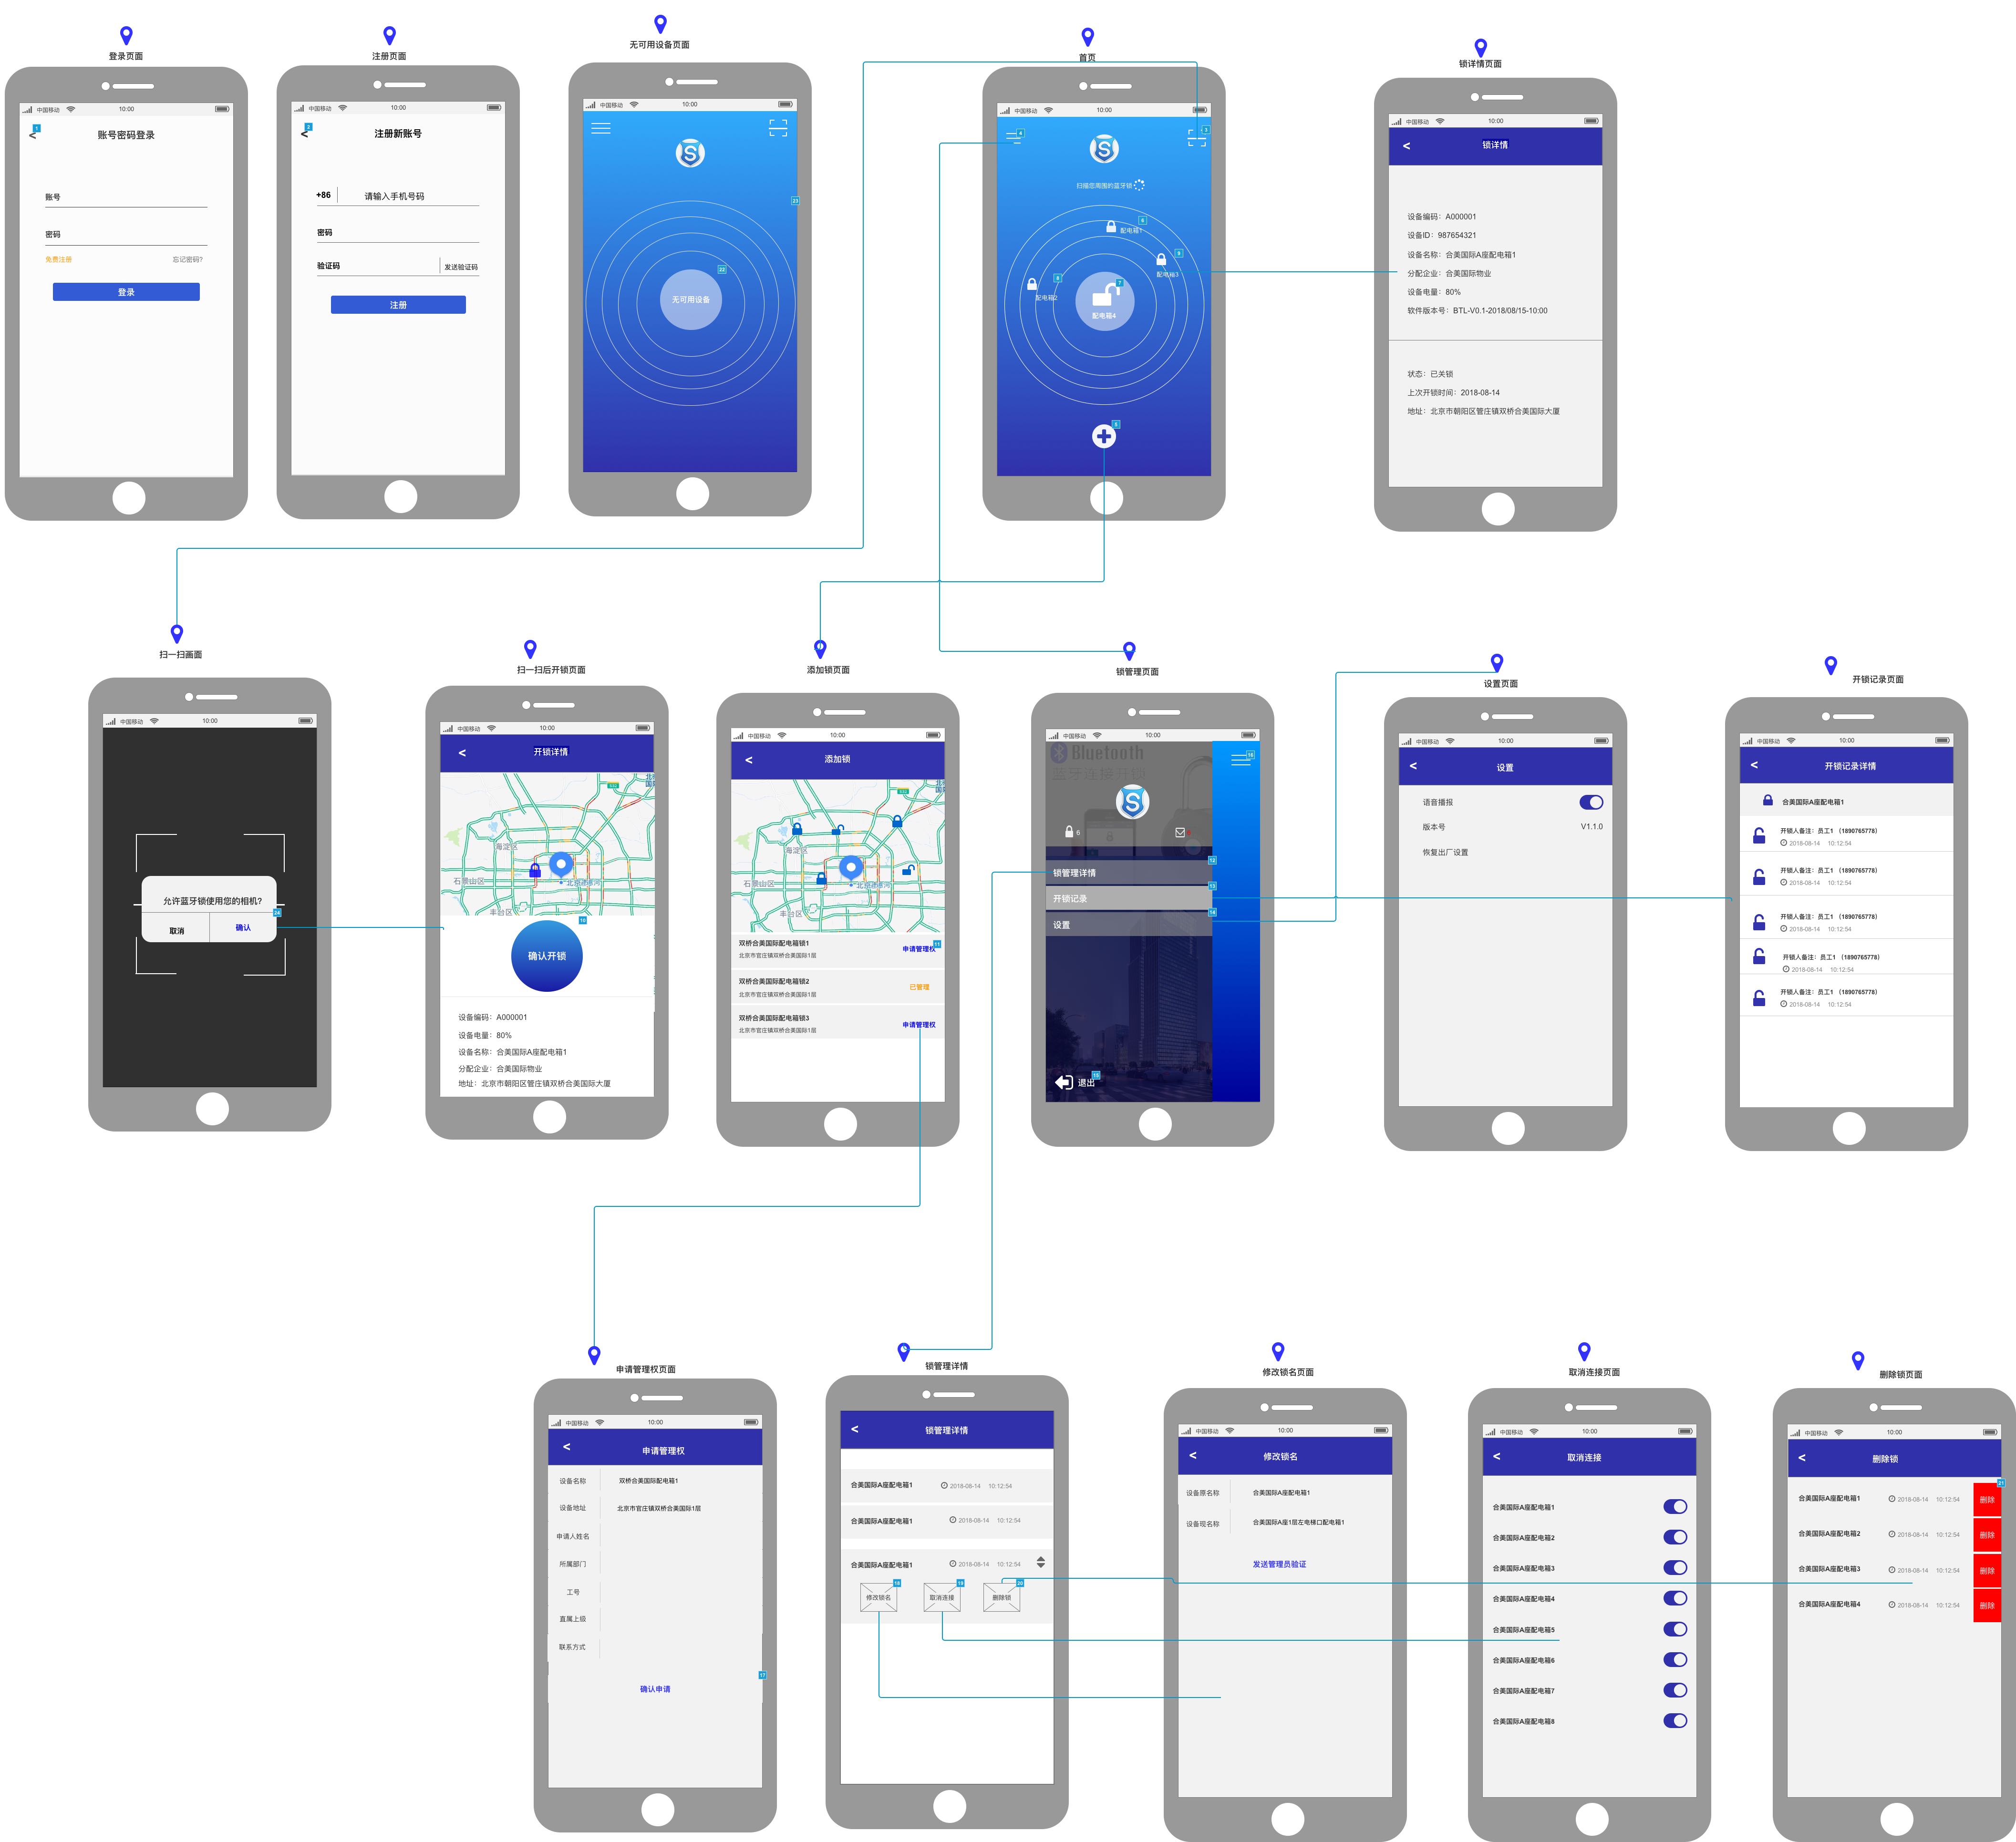 登录页面
中国移动
10:00
1
<
账号密码登录
账号
密码
免费注册
忘记密码?
登录
注册页面
中国移动
10:00
2
<
注册新账号
+86
请输入手机号码
密码
验证码
发送验证码
注册
无可用设备页面
中国移动
10:00
S
23
22
无可用设备
首页
中国移动
10:00
4
3
S
扫描您周围的蓝牙锁
6
配电箱1
9
配电箱3
配电箱2
7
配电箱4
锁详情页面
中国移动
10:00
<
锁详情
设备编码：A000001
设备ID：987654321
设备名称：合美国际A座配电箱1
分配企业：合美国际物业
设备电量：80%
软件版本号：BTL-V0.1-2018/08/15-10:00
状态：已关锁
上次开锁时间：2018-08-14
地址：北京市朝阳区管庄镇双桥合美国际大厦
扫一扫画面
中国移动
10:00
允许蓝牙锁使用您的相机?
24
取消
确认
扫一扫后开锁页面
中国移动
10:00
<
开锁详情
海淀区
石景山区
丰台区
10
确认开锁
设备编码：A000001
设备电量：80%
设备名称：合美国际A座配电箱1
分配企业：合美国际物业
地址：北京市朝阳区管庄镇双桥合美国际大厦
添加锁页面
中国移动
10:00
<
添加锁
海淀区
石景山区
丰台区
双桥合美国际配电箱锁1
北京市官庄镇双桥合美国际1层
申请管理权
11
双桥合美国际配电箱锁2
北京市官庄镇双桥合美国际1层
已管理
双桥合美国际配电箱锁3
北京市官庄镇双桥合美国际1层
申请管理权
锁管理页面
中国移动
10:00
Bluetooth
蓝牙连接开锁
16
S
6
12
锁管理详情
13
开锁记录
14
设置
15
退出
设置页面
中国移动
10:00
<
设置
语音播报
版本号
V1.1.0
恢复出厂设置
开锁记录页面
中国移动
10:00
<
开锁记录详情
合美国际A座配电箱1
开锁人备注：员工1 （1890765778）
2018-08-14 10:12:54
开锁人备注：员工1 （1890765778）
2018-08-14 10:12:54
开锁人备注：员工1 （1890765778）
2018-08-14 10:12:54
开锁人备注：员工1 （1890765778）
2018-08-14 10:12:54
开锁人备注：员工1 （1890765778）
2018-08-14 10:12:54
申请管理权页面
中国移动
10:00
<
申请管理权
设备名称
双桥合美国际配电箱1
设备地址
北京市官庄镇双桥合美国际1层
申请人姓名
所属部门
工号
直属上级
联系方式
17
确认申请
锁管理详情
<
锁管理详情
合美国际A座配电箱1
2018-08-14 10:12:54
合美国际A座配电箱1
2018-08-14 10:12:54
合美国际A座配电箱1
2018-08-14 10:12:54
18
修改锁名
19
取消连接
20
删除锁
修改锁名页面
中国移动
10:00
<
修改锁名
设备原名称
合美国际A座配电箱1
设备现名称
合美国际A座1层左电梯口配电箱1
发送管理员验证
取消连接页面
中国移动
10:00
<
取消连接
合美国际A座配电箱1
合美国际A座配电箱2
合美国际A座配电箱3
合美国际A座配电箱4
合美国际A座配电箱5
合美国际A座配电箱6
合美国际A座配电箱7
合美国际A座配电箱8
删除锁页面
中国移动
10:00
<
删除锁
21
合美国际A座配电箱1
2018-08-14 10:12:54
删除
合美国际A座配电箱2
2018-08-14 10:12:54
删除
合美国际A座配电箱3
2018-08-14 10:12:54
删除
合美国际A座配电箱4
2018-08-14 10:12:54
删除